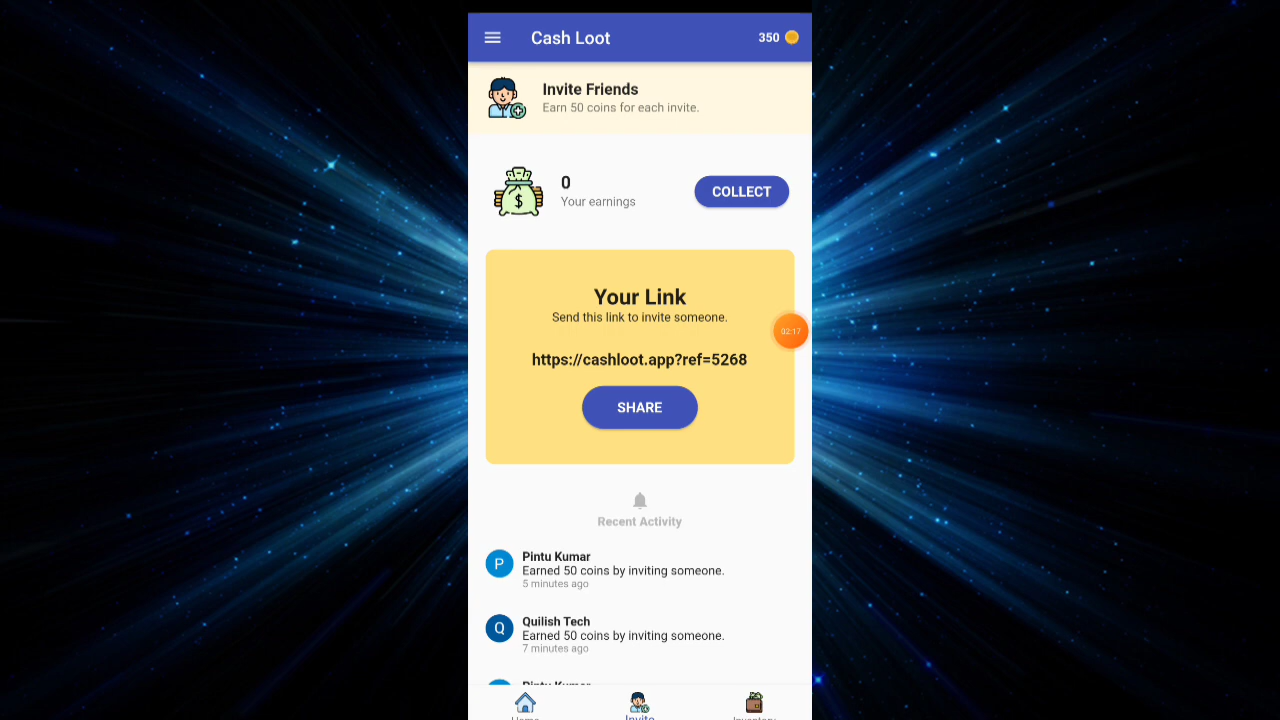 Cash Loot
350
Invite Friends
Earn 50 coins for each invite.
0
Your earnings
COLLECT
$
Your Link
Send this link to invite someone.
02:17
https://cashloot.app?ref=5268
SHARE
Recent Activity
P
Pintu Kumar
Earned 50 coins by inviting someone.
5 minutes ago
Q
Quilish Tech
Earned 50 coins by inviting someone.
7 minutes ago
Pintu Kumar
Home
Invite
Inventory